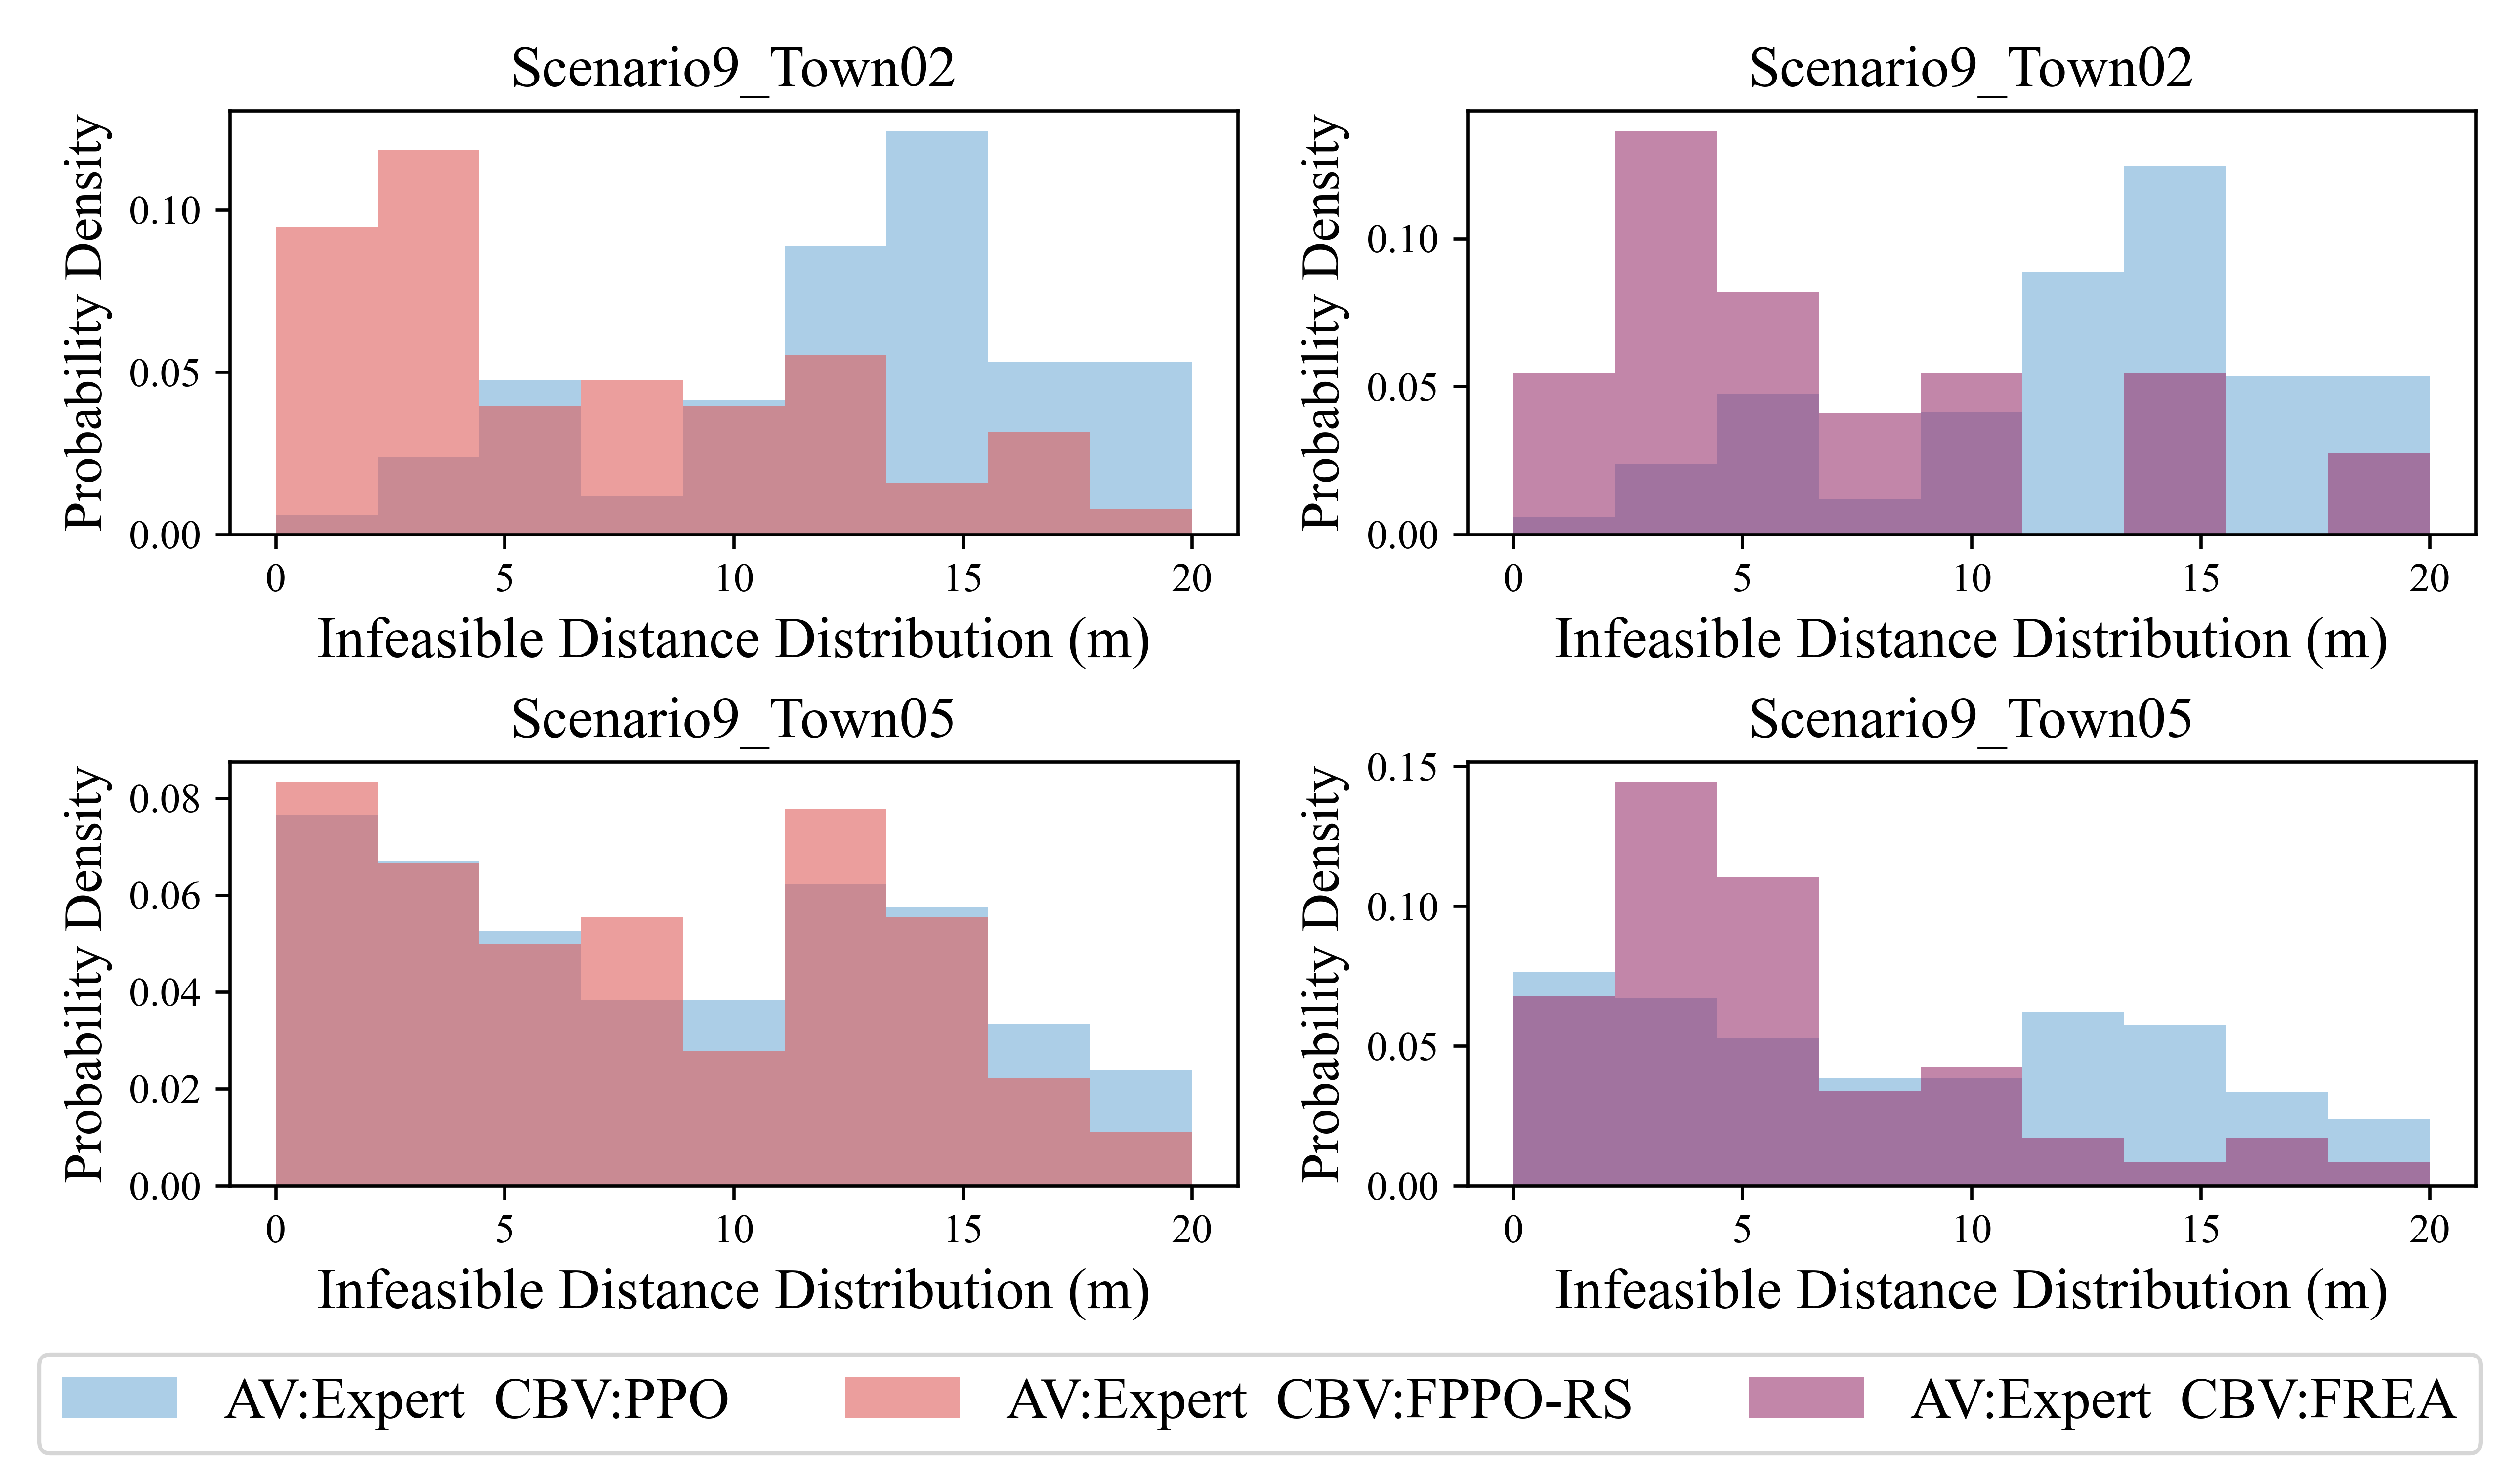 Scenario9_Town02
Probability Density
0.10
0.05
0.00
0
5
10
15
20
Infeasible Distance Distribution (m)
Scenario9_Town02
Probability Density
0.10
0.05
0.00
0
5
10
15
20
Infeasible Distance Distribution (m)
Scenario9_Town05
Probability Density
0.08
0.06
0.04
0.02
0.00
0
5
10
15
20
Infeasible Distance Distribution (m)
Scenario9_Town05
Probability Density
0.15
0.10
0.05
0.00
0
5
10
15
20
Infeasible Distance Distribution (m)
AV:Expert CBV:PPO
AV:Expert CBV:FPPO-RS
AV:Expert CBV:FREA